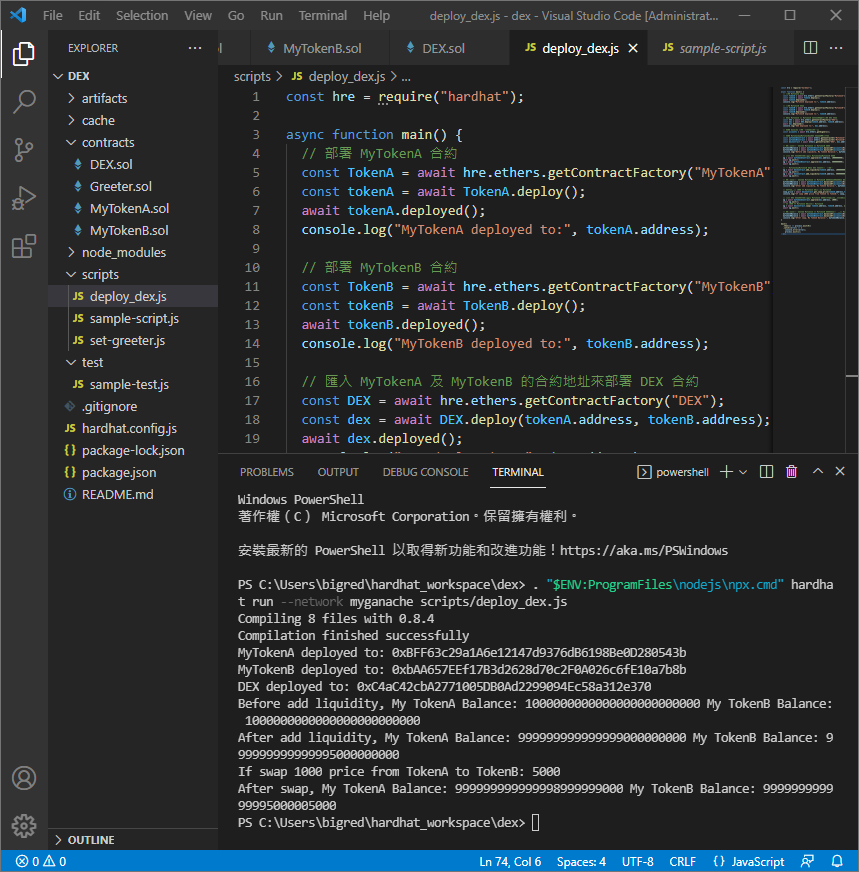 File Edit Selection View Go Run Terminal Help deploy_dex.js - dex - Visual Studio Code [Administrat...
EXPLORER ...
MyTokenB.sol DEX.sol JS deploy_dex.js JS sample-script.js
DEX
artifacts
cache
contracts
DEX.sol
Greeter.sol
MyTokenA.sol
MyTokenB.sol
node_modules
scripts
JS deploy_dex.js
JS sample-script.js
JS set-greeter.js
test
JS sample-test.js
.gitignore
JS hardhat.config.js
{} package-lock.json
{} package.json
README.md
OUTLINE
scripts > JS deploy_dex.js > ...
1 const hre = require("hardhat");
2
3 async function main() {
4 // 部署 MyTokenA 合約
5 const TokenA = await hre.ethers.getContractFactory("MyTokenA"
6 const tokenA = await TokenA.deploy();
7 await tokenA.deployed();
8 console.log("MyTokenA deployed to:", tokenA.address);
9
10 // 部署 MyTokenB 合約
11 const TokenB = await hre.ethers.getContractFactory("MyTokenB"
12 const tokenB = await TokenB.deploy();
13 await tokenB.deployed();
14 console.log("MyTokenB deployed to:", tokenB.address);
15
16 // 匯入 MyTokenA 及 MyTokenB 的合約地址來部署 DEX 合約
17 const DEX = await hre.ethers.getContractFactory("DEX");
18 const dex = await DEX.deploy(tokenA.address, tokenB.address);
19 await dex.deployed();
PROBLEMS OUTPUT DEBUG CONSOLE TERMINAL powershell
Windows PowerShell
著作權（C） Microsoft Corporation。保留擁有權利。
安裝最新的 PowerShell 以取得新功能和改進功能！https://aka.ms/PSWindows
PS C:\Users\bigred\hardhat_workspace\dex> . "$ENV:ProgramFiles\nodejs\npx.cmd" hardha
t run --network myganache scripts/deploy_dex.js
Compiling 8 files with 0.8.4
Compilation finished successfully
MyTokenA deployed to: 0xBFF63c29a1A6e12147d9376dB6198Be0D280543b
MyTokenB deployed to: 0xbAA657EEf17B3d2628d70c2F0A026c6fE10a7b8b
DEX deployed to: 0xC4aC42cbA2771005DB0Ad2299094Ec58a312e370
Before add liquidity, My TokenA Balance: 1000000000000000000000000 My TokenB Balance:
1000000000000000000000000
After add liquidity, My TokenA Balance: 999999999999999000000000 My TokenB Balance: 9
99999999999995000000000
If swap 1000 price from TokenA to TokenB: 5000
After swap, My TokenA Balance: 999999999999998999999000 My TokenB Balance: 9999999999
99995000005000
PS C:\Users\bigred\hardhat_workspace\dex>
0 0 Ln 74, Col 6 Spaces: 4 UTF-8 CRLF {} JavaScript